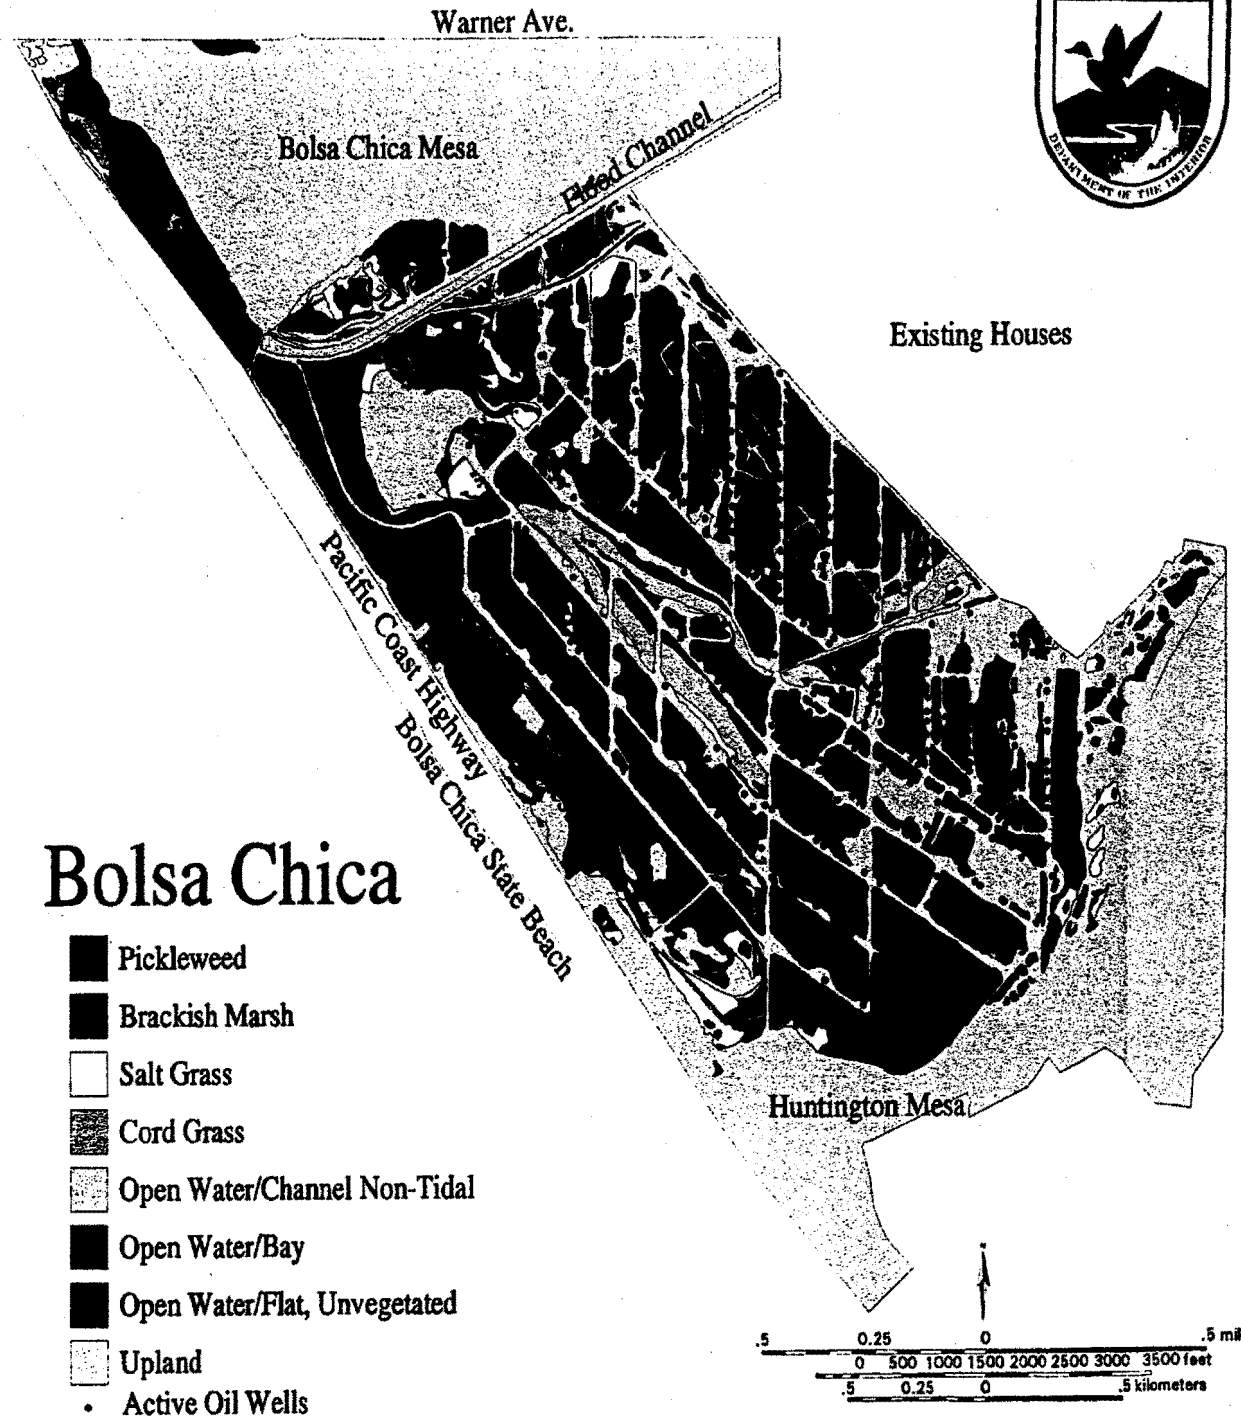 Warner Ave.
DEPARTMENT OF THE INTERIOR
Bolsa Chica Mesa
Flood Channel
Existing Houses
Pacific Coast Highway
Bolsa Chica State Beach
Bolsa Chica
Pickleweed
Brackish Marsh
Salt Grass
Cord Grass
Open Water/Channel Non-Tidal
Open Water/Bay
Open Water/Flat, Unvegetated
Upland
Active Oil Wells
Huntington Mesa
.5 0.25 0 .5 mil
0 500 1000 1500 2000 2500 3000 3500 feet
.5 0.25 0 .5 kilometers